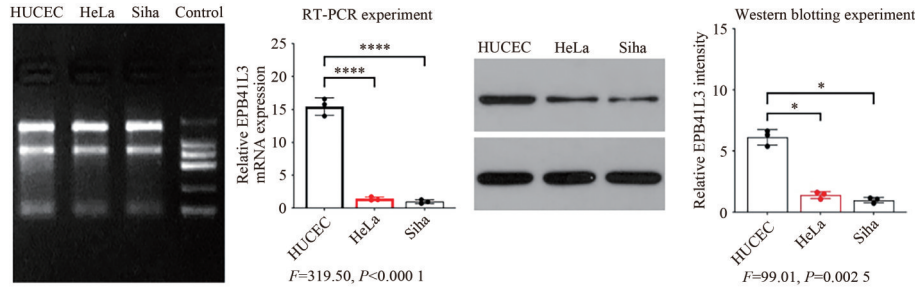 HUCEC HeLa Siha Control
RT-PCR experiment
Relative EPB41L3
mRNA expression
25
20
15
10
5
0
****
****
HUCEC
HeLa
Siha
F=319.50, P<0.000 1
HUCEC HeLa Siha
Western blotting experiment
Relative EPB41L3 intensity
10
5
0
*
*
HUCEC
HeLa
Siha
F=99.01, P=0.002 5